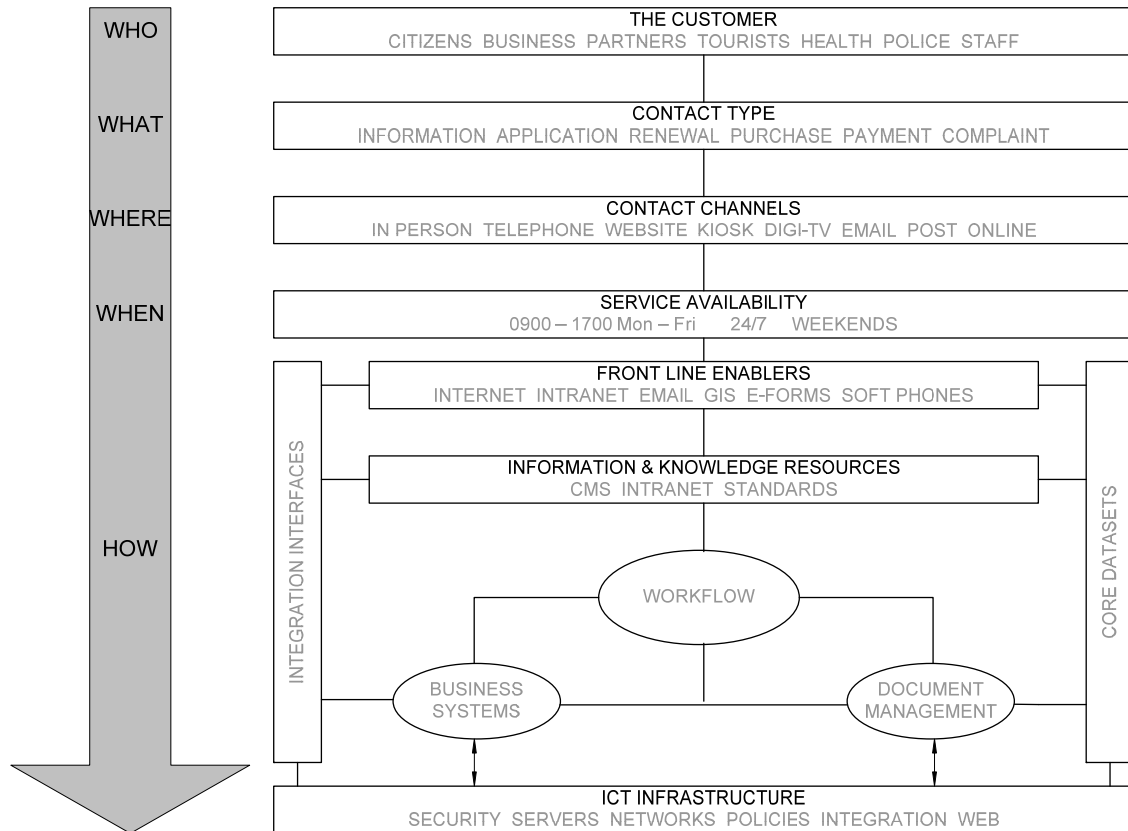 WHO
THE CUSTOMER
CITIZENS BUSINESS PARTNERS TOURISTS HEALTH POLICE STAFF
WHAT
CONTACT TYPE
INFORMATION APPLICATION RENEWAL PURCHASE PAYMENT COMPLAINT
WHERE
CONTACT CHANNELS
IN PERSON TELEPHONE WEBSITE KIOSK DIGI-TV EMAIL POST ONLINE
WHEN
SERVICE AVAILABILITY
0900 – 1700 Mon – Fri 24/7 WEEKENDS
HOW
FRONT LINE ENABLERS
INTERNET INTRANET EMAIL GIS E-FORMS SOFT PHONES
INFORMATION & KNOWLEDGE RESOURCES
CMS INTRANET STANDARDS
INTEGRATION INTERFACES
CORE DATASETS
WORKFLOW
BUSINESS
SYSTEMS
DOCUMENT
MANAGEMENT
ICT INFRASTRUCTURE
SECURITY SERVERS NETWORKS POLICIES INTEGRATION WEB